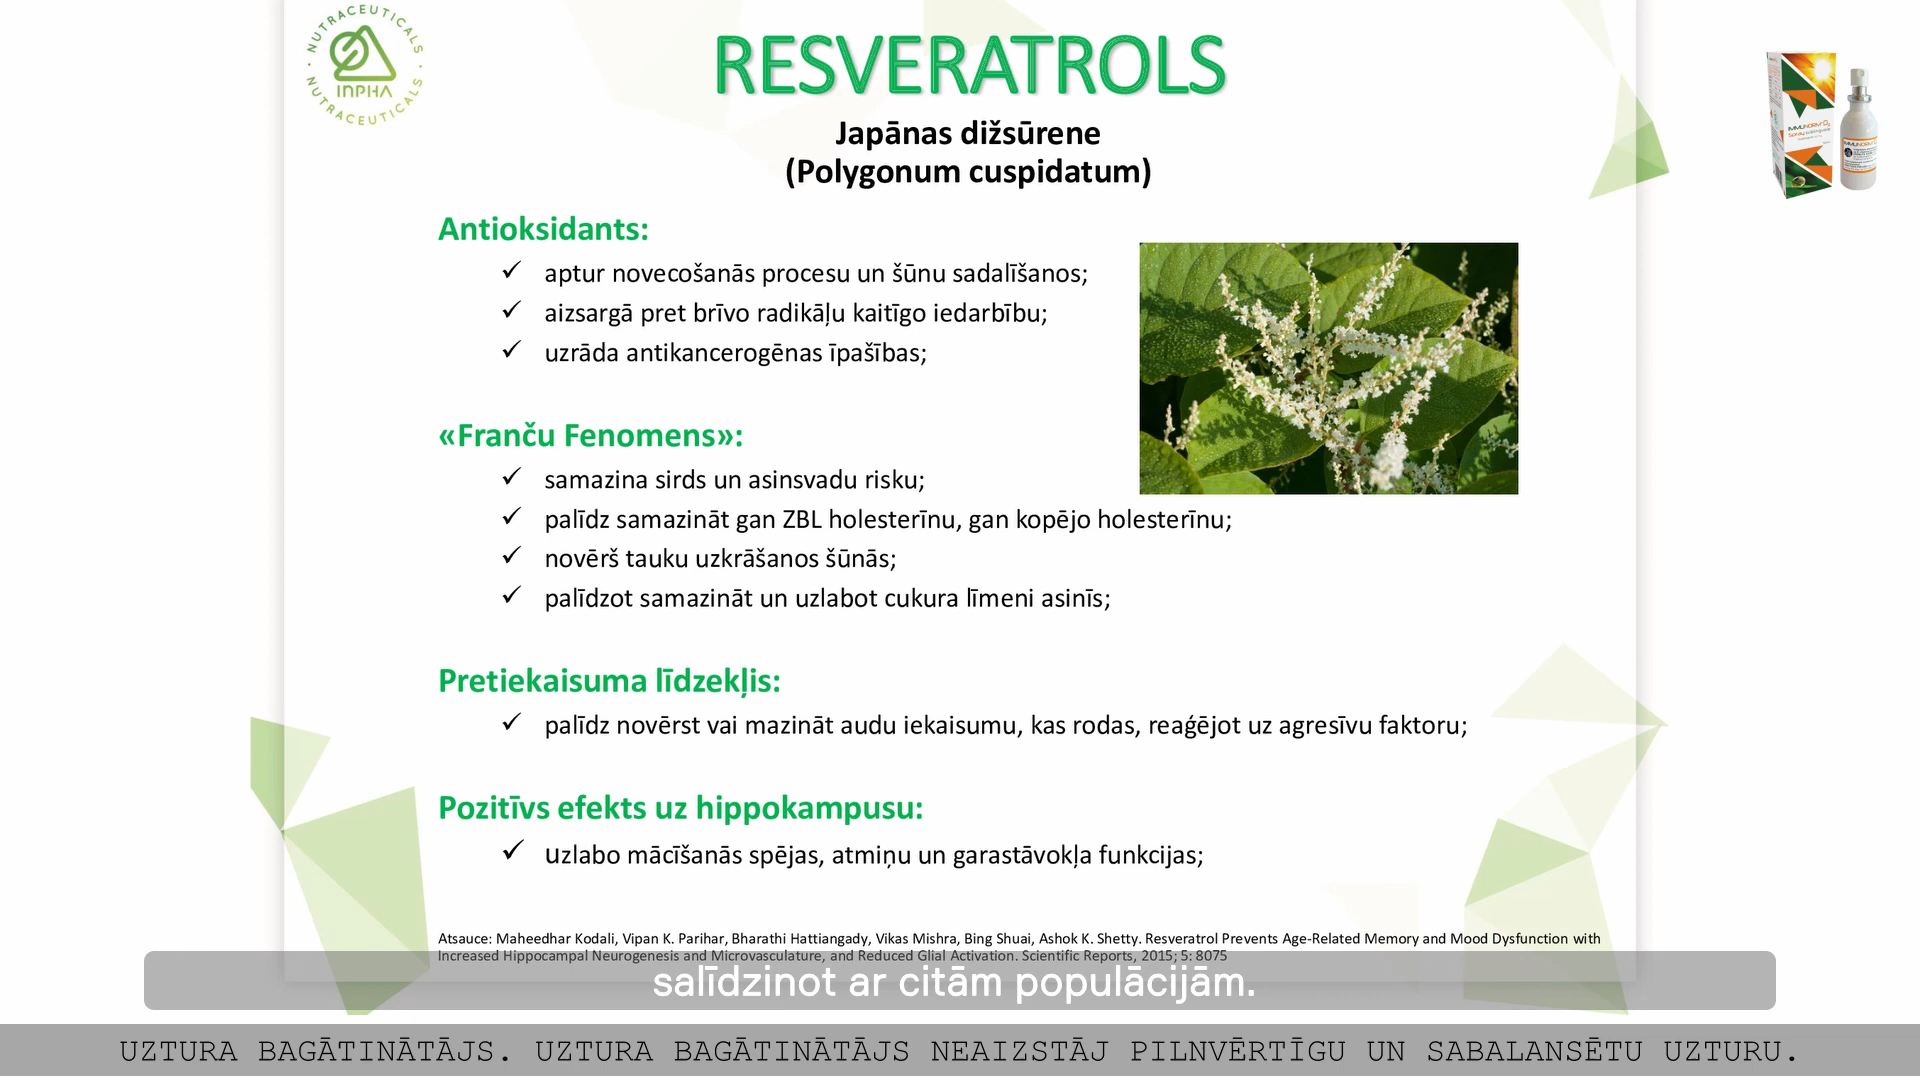 NUTRACEUTICALS
INPHA
NUTRACEUTICALS
RESVERATROLS
Japānas dižsūrene
(Polygonum cuspidatum)
Antioksidants:
aptur novecošanās procesu un šūnu sadalīšanos;
aizsargā pret brīvo radikāļu kaitīgo iedarbību;
uzrāda antikancerogēnas īpašības;
«Franču Fenomens»:
samazina sirds un asinsvadu risku;
palīdz samazināt gan ZBL holesterīnu, gan kopējo holesterīnu;
novērš tauku uzkrāšanos šūnās;
palīdzot samazināt un uzlabot cukura līmeni asinīs;
Pretiekaisuma līdzekļis:
palīdz novērst vai mazināt audu iekaisumu, kas rodas, reaģējot uz agresīvu faktoru;
Pozitīvs efekts uz hippokampusu:
uzlabo mācīšanās spējas, atmiņu un garastāvokļa funkcijas;
Atsauce: Maheedhar Kodali, Vipan K. Parihar, Bharathi Hattiangady, Vikas Mishra, Bing Shuai, Ashok K. Shetty. Resveratrol Prevents Age-Related Memory and Mood Dysfunction with
Increased Hippocampal Neurogenesis and Microvasculature, and Reduced Glial Activation. Scientific Reports, 2015; 5: 8075
salīdzinot ar citām populācijām.
UZTURA BAGĀTINĀTĀJS. UZTURA BAGĀTINĀTĀJS NEAIZSTĀJ PILNVĒRTĪGU UN SABALANSĒTU UZTURU.